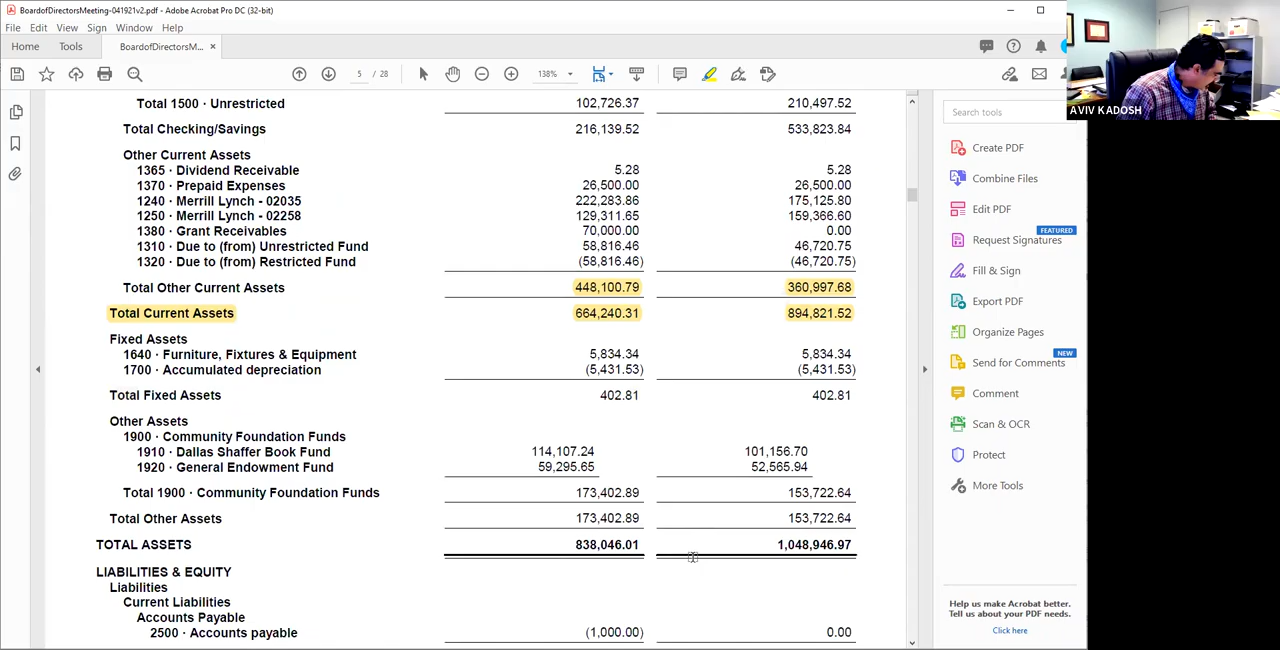 BoardofDirectorsMeeting-041921v2.pdf - Adobe Acrobat Pro DC (32-bit)
File Edit View Sign Window Help
Home Tools BoardofDirectorsM... ×
5 / 28 138%
Total 1500 · Unrestricted 102,726.37 210,497.52
Total Checking/Savings 216,139.52 533,823.84
Other Current Assets
1365 · Dividend Receivable 5.28 5.28
1370 · Prepaid Expenses 26,500.00 26,500.00
1240 · Merrill Lynch - 02035 222,283.86 175,125.80
1250 · Merrill Lynch - 02258 129,311.65 159,366.60
1380 · Grant Receivables 70,000.00 0.00
1310 · Due to (from) Unrestricted Fund 58,816.46 46,720.75
1320 · Due to (from) Restricted Fund (58,816.46) (46,720.75)
Total Other Current Assets 448,100.79 360,997.68
Total Current Assets 664,240.31 894,821.52
Fixed Assets
1640 · Furniture, Fixtures & Equipment 5,834.34 5,834.34
1700 · Accumulated depreciation (5,431.53) (5,431.53)
Total Fixed Assets 402.81 402.81
Other Assets
1900 · Community Foundation Funds
1910 · Dallas Shaffer Book Fund 114,107.24 101,156.70
1920 · General Endowment Fund 59,295.65 52,565.94
Total 1900 · Community Foundation Funds 173,402.89 153,722.64
Total Other Assets 173,402.89 153,722.64
TOTAL ASSETS 838,046.01 1,048,946.97
LIABILITIES & EQUITY
Liabilities
Current Liabilities
Accounts Payable
2500 · Accounts payable (1,000.00) 0.00
Search tools
Create PDF
Combine Files
Edit PDF
FEATURED
Request Signatures
Fill & Sign
Export PDF
Organize Pages
NEW
Send for Comments
Comment
Scan & OCR
Protect
More Tools
Help us make Acrobat better.
Tell us about your PDF needs.
Click here
AVIV KADOSH